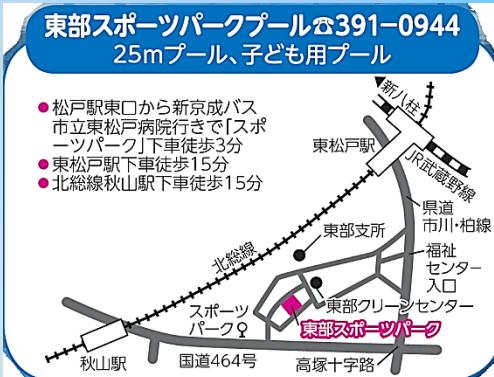 東部スポーツパークプール☎391-0944
25mプール、子ども用プール
●松戸駅東口から新京成バス
市立東松戸病院行きで「スポ
ーツパーク」下車徒歩3分
●東松戸駅下車徒歩15分
●北総線秋山駅下車徒歩15分
新八柱
東松戸駅
JR武蔵野線
県道
市川・柏線
北総線
東部支所
福祉
センター
入口
東部クリーンセンター
スポーツ
パーク
東部スポーツパーク
秋山駅
国道464号
高塚十字路